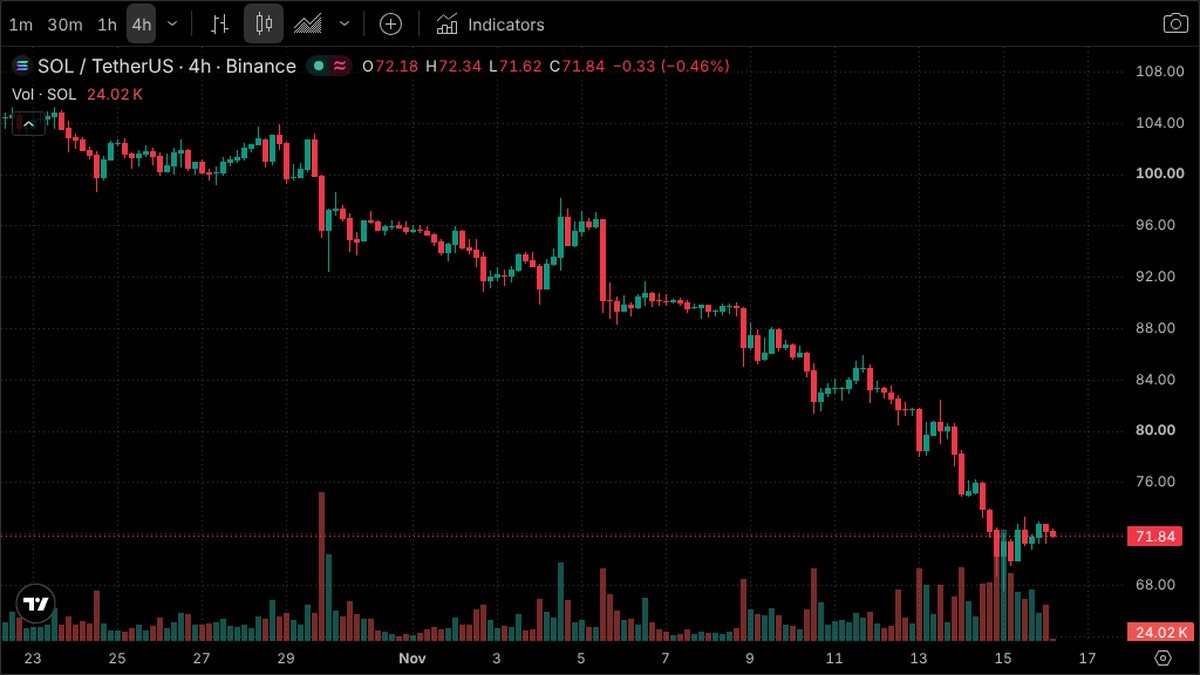 1m 30m 1h 4h Indicators
SOL / TetherUS · 4h · Binance O72.18 H72.34 L71.62 C71.84 −0.33 (−0.46%)
Vol · SOL 24.02 K
108.00
104.00
100.00
96.00
92.00
88.00
84.00
80.00
76.00
71.84
68.00
24.02 K
23 25 27 29 Nov 3 5 7 9 11 13 15 17